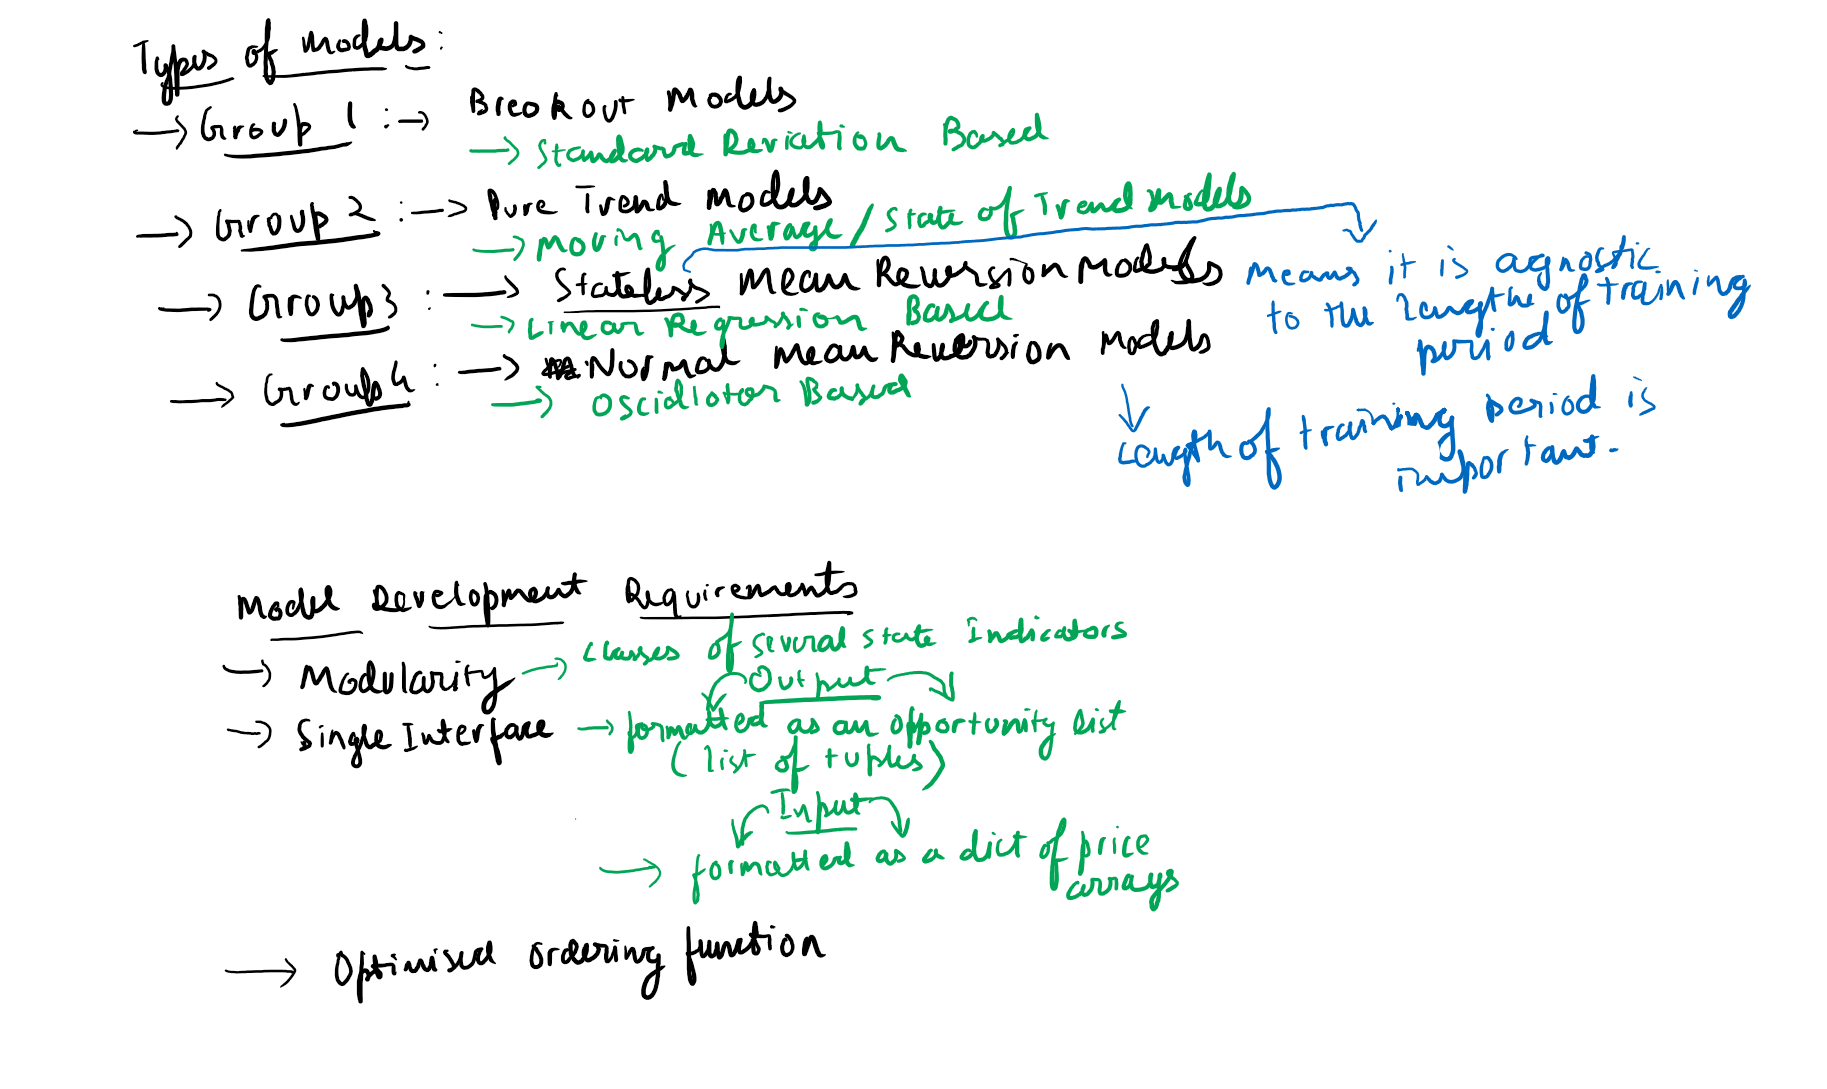 Types of Models:
→ Group 1 :→ Breakout Models
→ Standard Deviation Based
→ Group 2 :→ Pure Trend Models
→ Moving Average / State of Trend Models
→ Group 3 : → Stateless Mean Reversion Models
means it is agnostic
to the lengthe of training
period
→ Linear Regression Based
→ Group 4 : → Normal Mean Reversion Models
→ Oscillator Based
Length of training period is
important.
Model Development Requirements
→ Modularity → Classes of several state Indicators
Output
→ Single Interface → formatted as an opportunity list
(list of tuples)
Input
→ formatted as a dict of price
arrays
→ Optimised ordering function